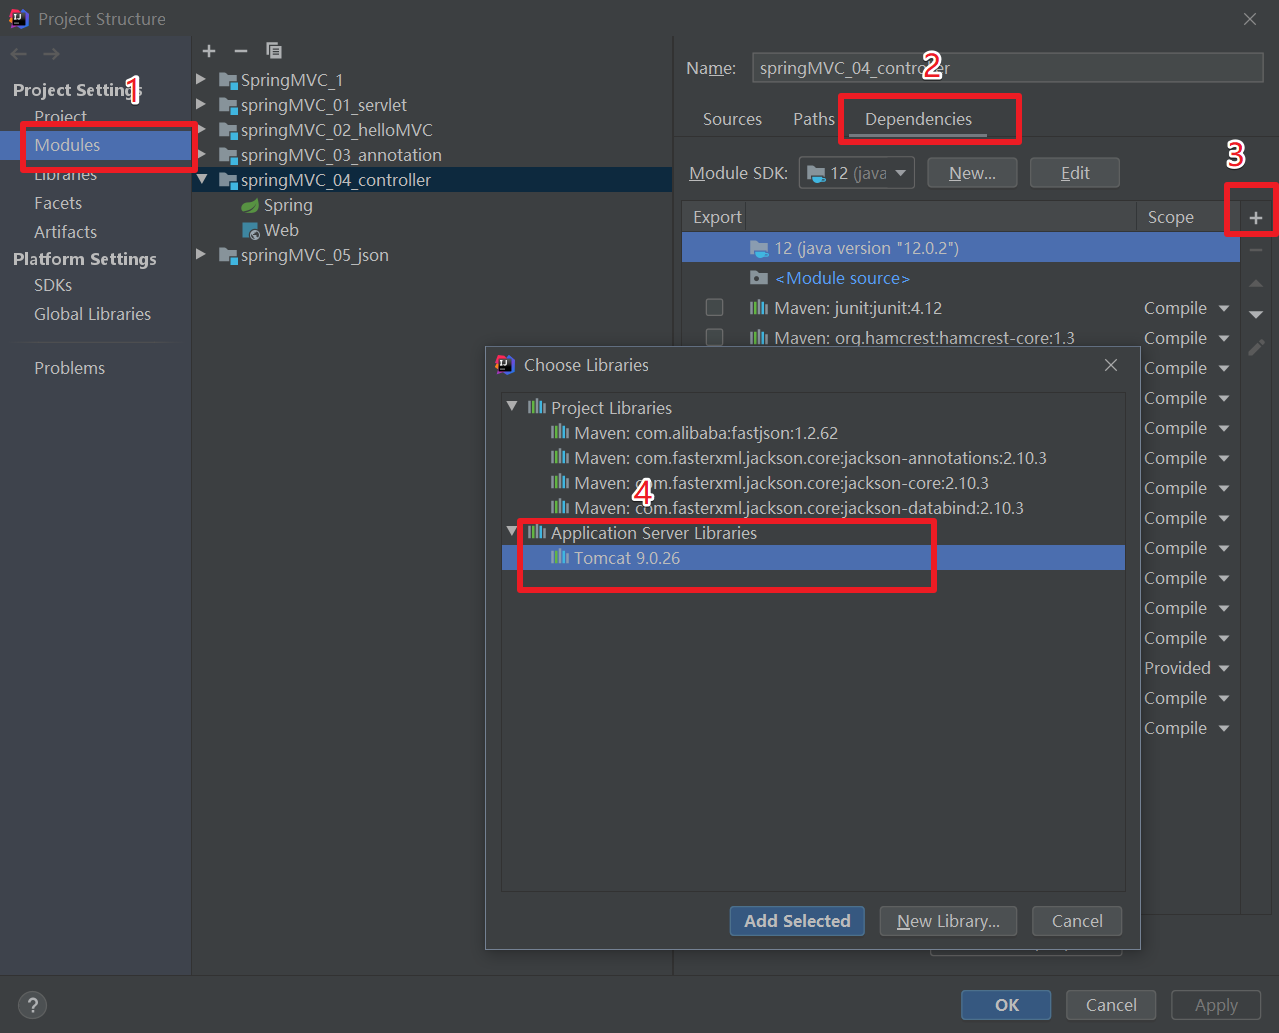 Project Structure
1
Project Settings
Project
Modules
Libraries
Facets
Artifacts
Platform Settings
SDKs
Global Libraries
Problems
SpringMVC_1
springMVC_01_servlet
springMVC_02_helloMVC
springMVC_03_annotation
springMVC_04_controller
Spring
Web
springMVC_05_json
2
Name: springMVC_04_controller
Sources Paths Dependencies
3
Module SDK: 12 (java New... Edit
Export Scope
12 (java version "12.0.2")
<Module source>
Maven: junit:junit:4.12 Compile
Maven: org.hamcrest:hamcrest-core:1.3 Compile
Compile
Compile
Compile
Compile
Compile
Compile
Compile
Compile
Compile
Compile
Provided
Compile
Compile
Choose Libraries
Project Libraries
Maven: com.alibaba:fastjson:1.2.62
Maven: com.fasterxml.jackson.core:jackson-annotations:2.10.3
Maven: com.fasterxml.jackson.core:jackson-core:2.10.3
4
Maven: com.fasterxml.jackson.core:jackson-databind:2.10.3
Application Server Libraries
Tomcat 9.0.26
Add Selected New Library... Cancel
? OK Cancel Apply